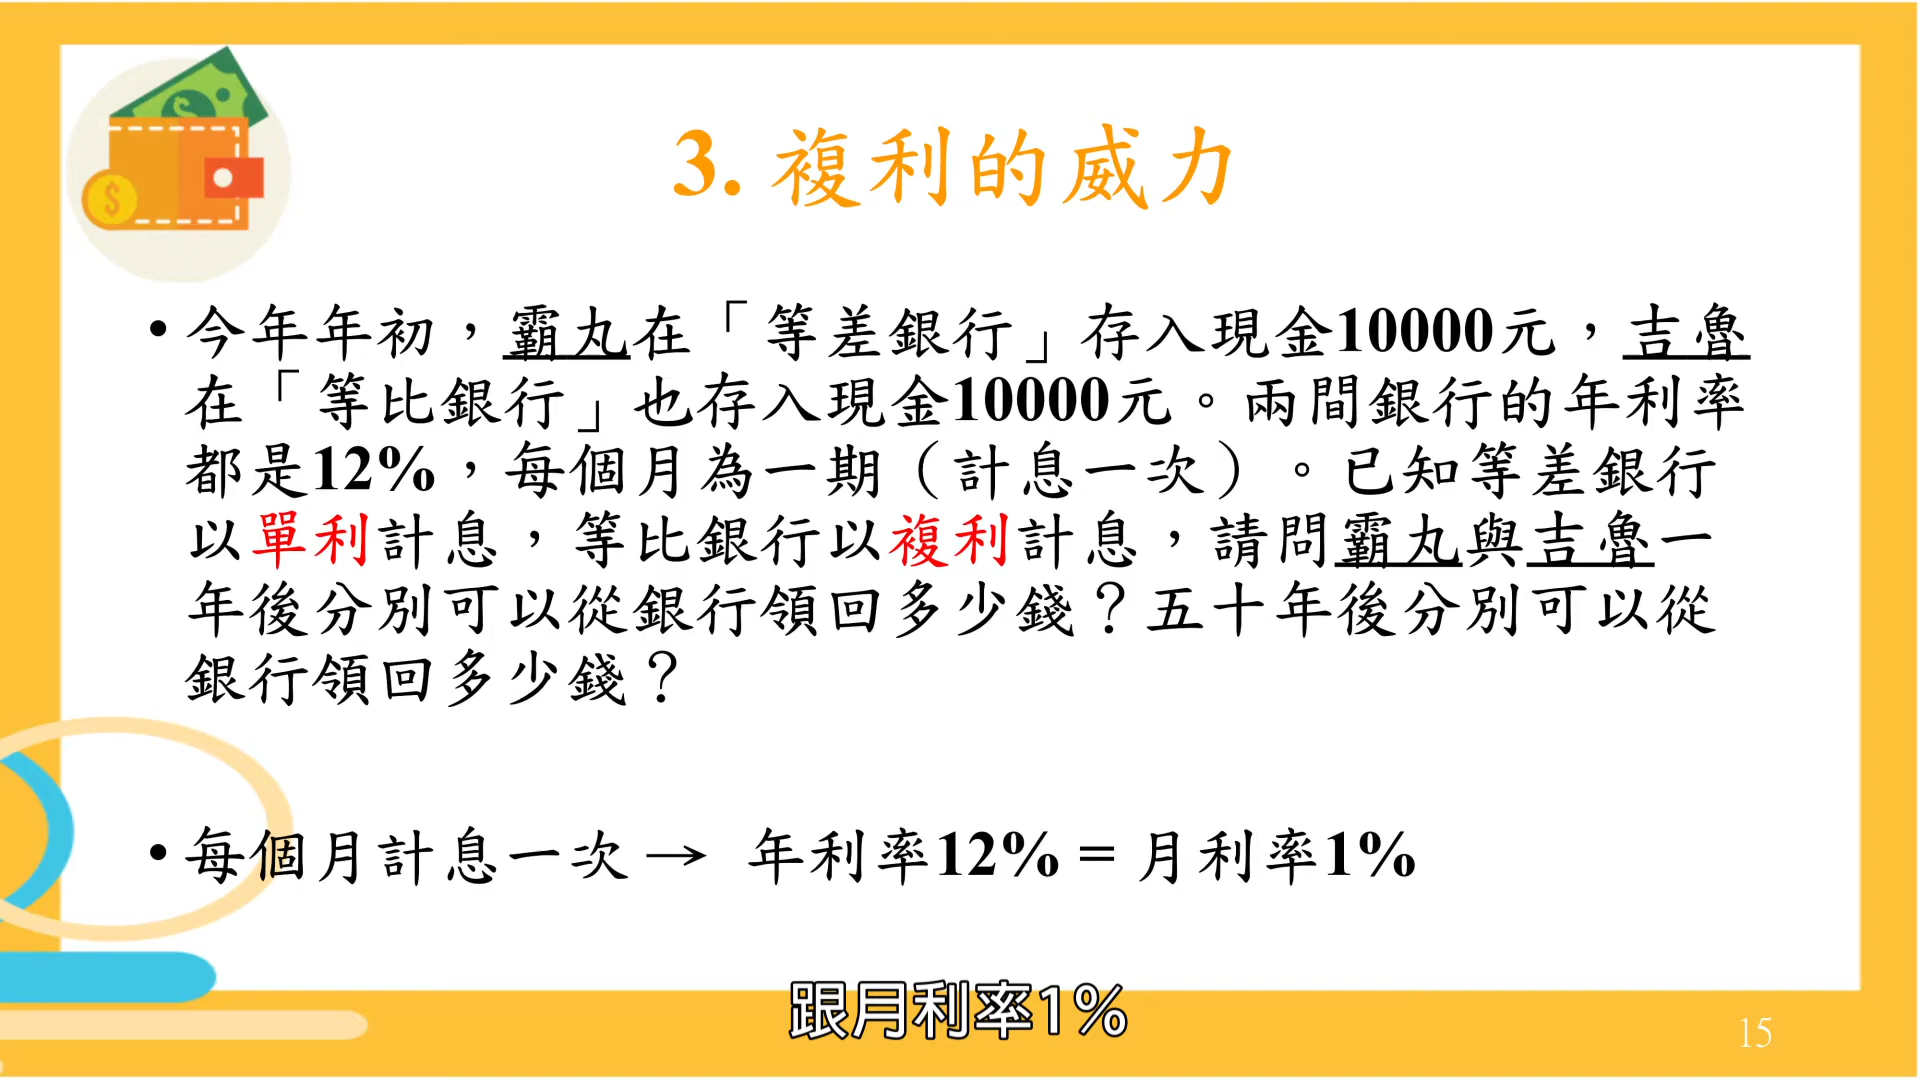 3. 複利的威力
• 今年年初，霸丸在「等差銀行」存入現金10000元，吉魯
在「等比銀行」也存入現金10000元。兩間銀行的年利率
都是12%，每個月為一期（計息一次）。已知等差銀行
以單利計息，等比銀行以複利計息，請問霸丸與吉魯一
年後分別可以從銀行領回多少錢？五十年後分別可以從
銀行領回多少錢？
• 每個月計息一次→ 年利率12% = 月利率1%
跟月利率1%
15